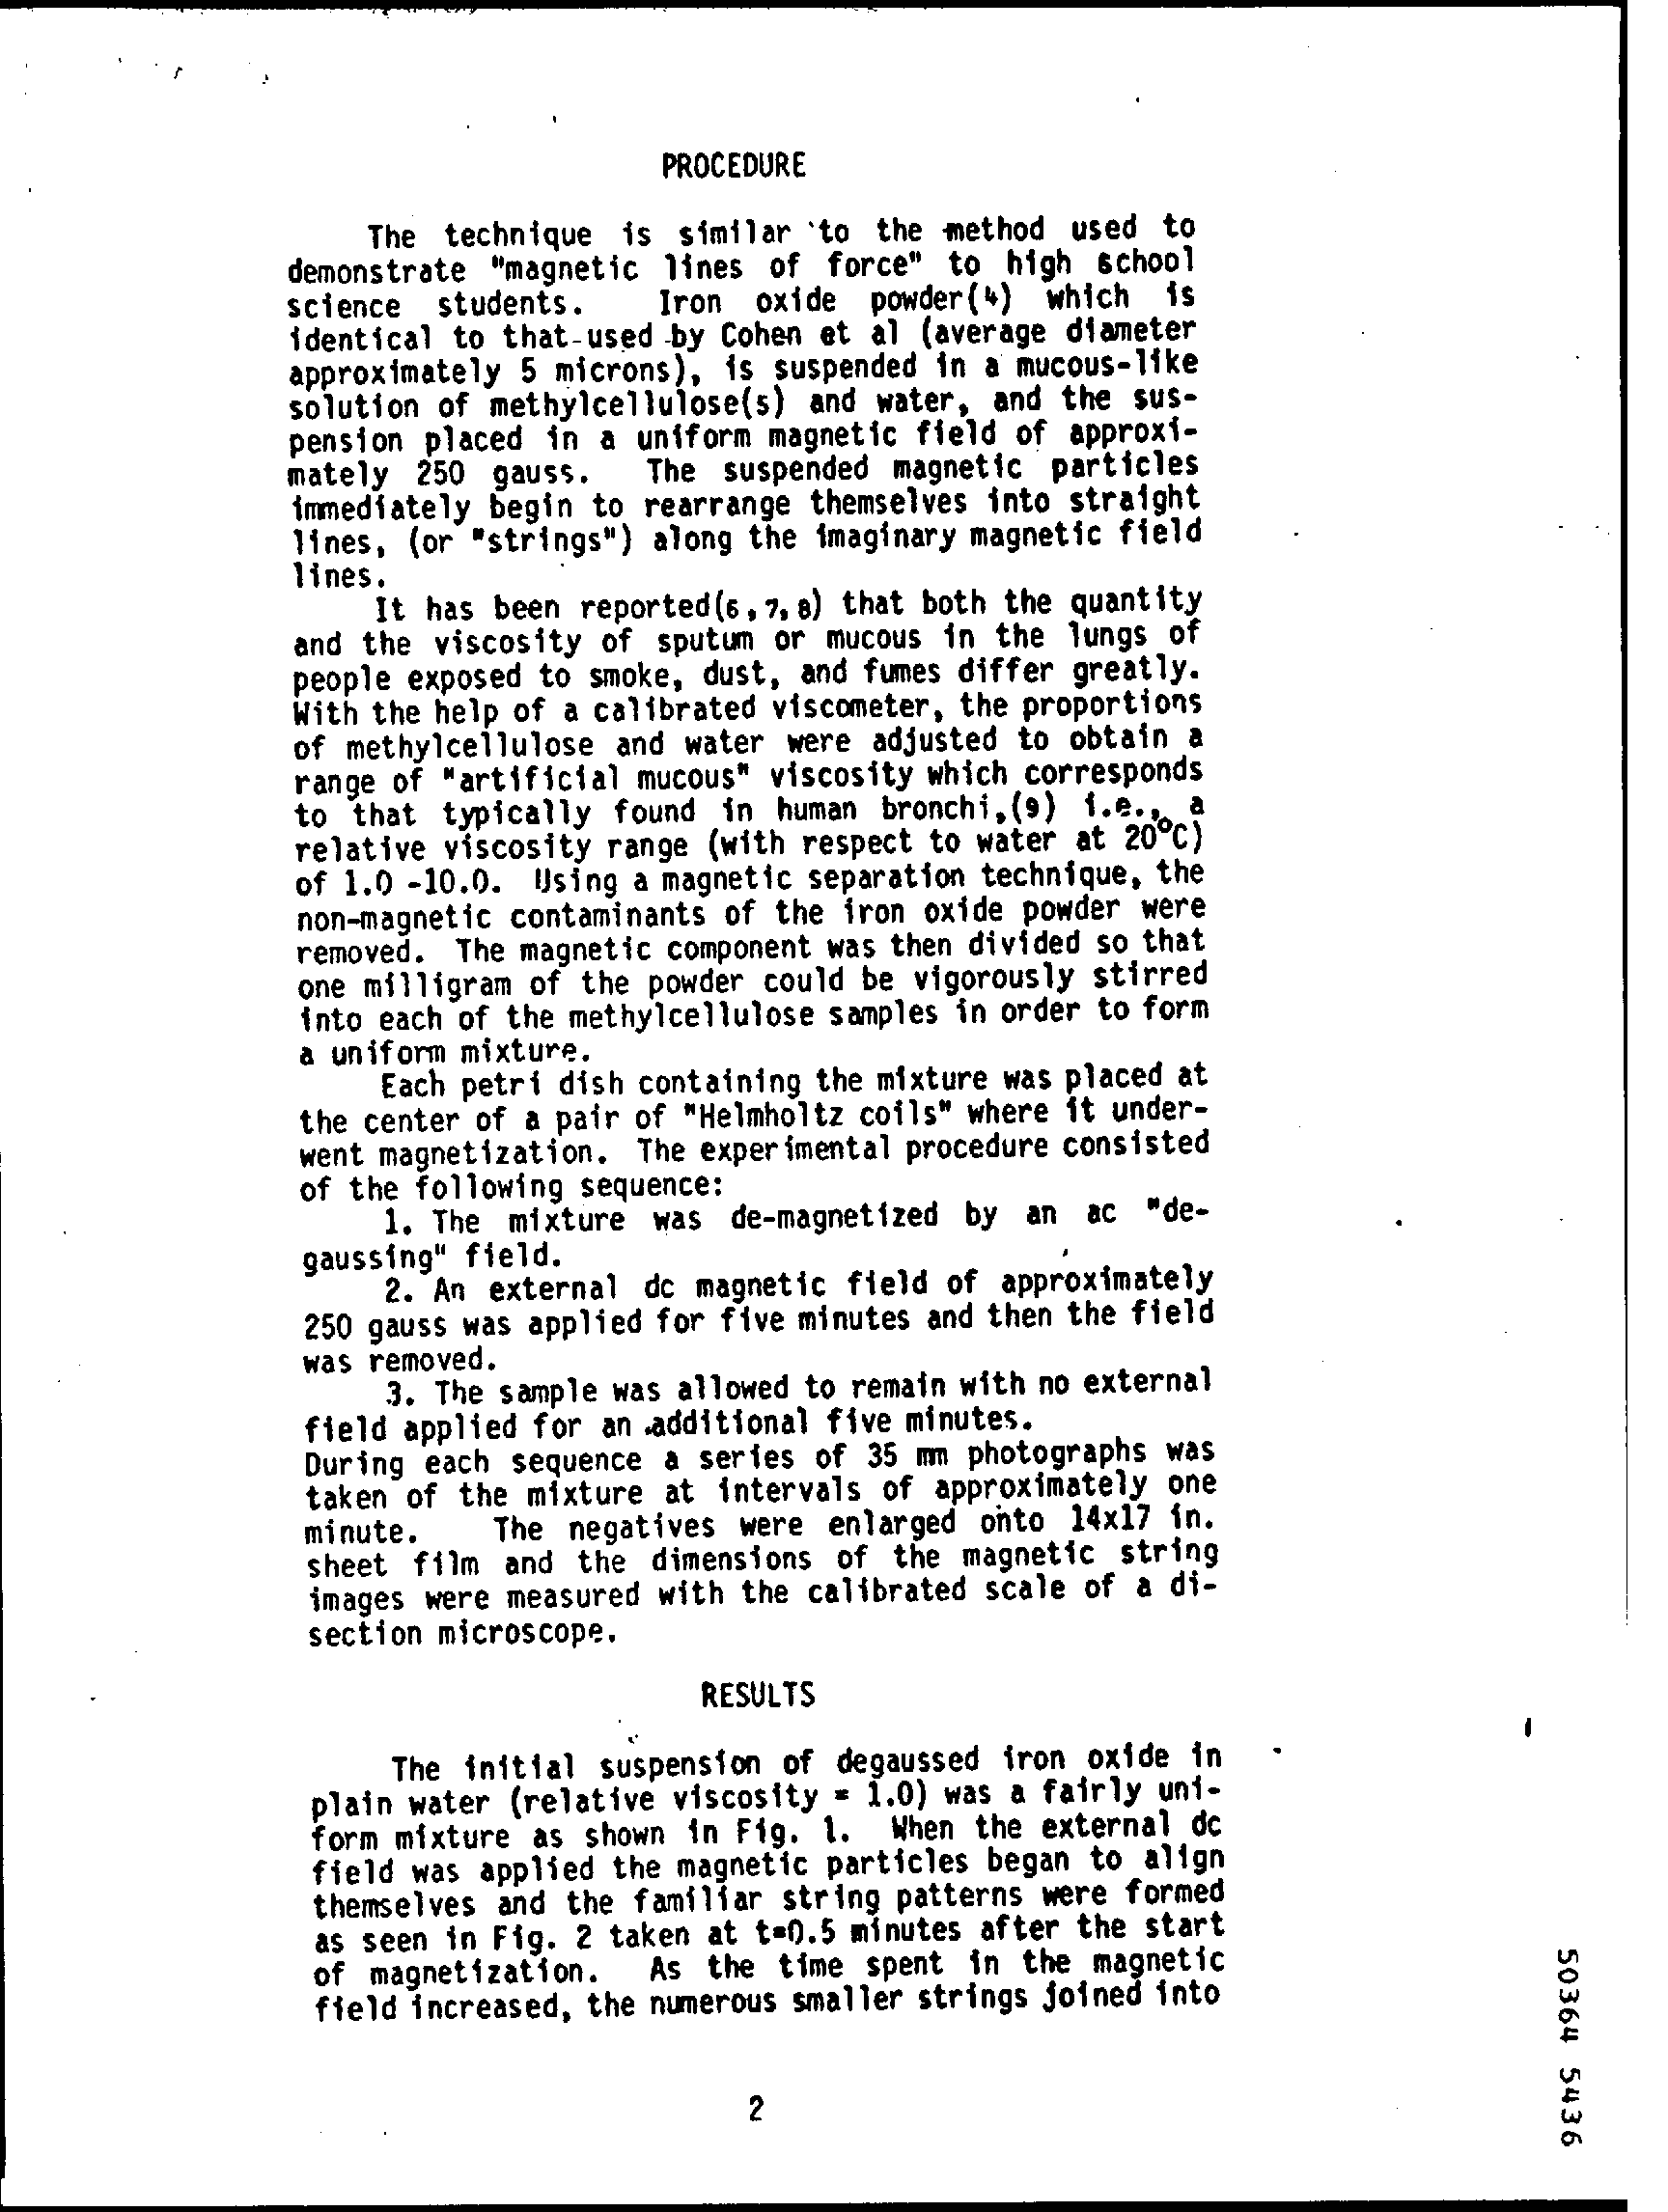 PROCEDURE
The technique is similar to the method used to
demonstrate "magnetic lines of force" to high school
science students. Iron oxide powder(4) which is
identical to that used by Cohen et al (average diameter
approximately 5 microns), is suspended in a mucous-like
solution of methylcellulose(s) and water, and the sus-
pension placed in a uniform magnetic field of approxi-
mately 250 gauss. The suspended magnetic particles
immediately begin to rearrange themselves into straight
lines, (or "strings") along the imaginary magnetic field
lines.
It has been reported(6,7,8) that both the quantity
and the viscosity of sputum or mucous in the lungs of
people exposed to smoke, dust, and fumes differ greatly.
With the help of a calibrated viscometer, the proportions
of methylcellulose and water were adjusted to obtain a
range of "artificial mucous" viscosity which corresponds
to that typically found in human bronchi,(9) i.e., a
relative viscosity range (with respect to water at 20°C)
of 1.0 -10.0. Using a magnetic separation technique, the
non-magnetic contaminants of the iron oxide powder were
removed. The magnetic component was then divided so that
one milligram of the powder could be vigorously stirred
into each of the methylcellulose samples in order to form
a uniform mixture.
Each petri dish containing the mixture was placed at
the center of a pair of "Helmholtz coils" where it under-
went magnetization. The experimental procedure consisted
of the following sequence:
1. The mixture was de-magnetized by an ac "de-
gaussing" field.
2. An external dc magnetic field of approximately
250 gauss was applied for five minutes and then the field
was removed.
3. The sample was allowed to remain with no external
field applied for an additional five minutes.
During each sequence a series of 35 mm photographs was
taken of the mixture at intervals of approximately one
minute. The negatives were enlarged onto 14x17 in.
sheet film and the dimensions of the magnetic string
images were measured with the calibrated scale of a di-
section microscope.
RESULTS
The initial suspension of degaussed iron oxide in
plain water (relative viscosity = 1.0) was a fairly uni-
form mixture as shown in Fig. 1. When the external dc
field was applied the magnetic particles began to align
themselves and the familiar string patterns were formed
as seen in Fig. 2 taken at t=0.5 minutes after the start
of magnetization. As the time spent in the magnetic
field increased, the numerous smaller strings joined into
2
50364 5436